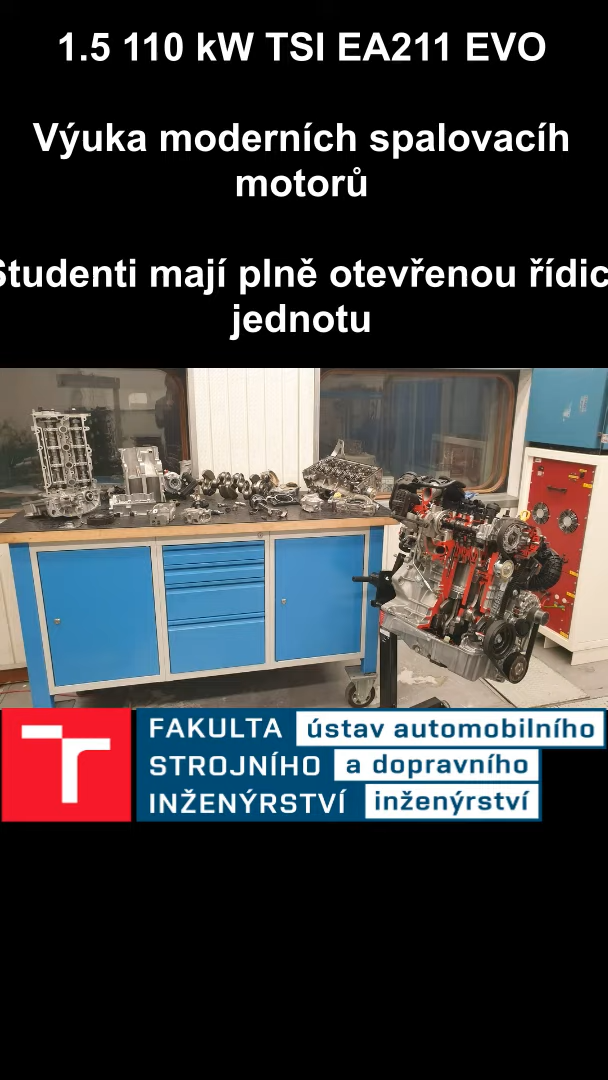 1.5 110 kW TSI EA211 EVO
Výuka moderních spalovacíh
motorů
Studenti mají plně otevřenou řídic
jednotu
FAKULTA ústav automobilního
STROJNÍHO a dopravního
INŽENÝRSTVÍ inženýrství